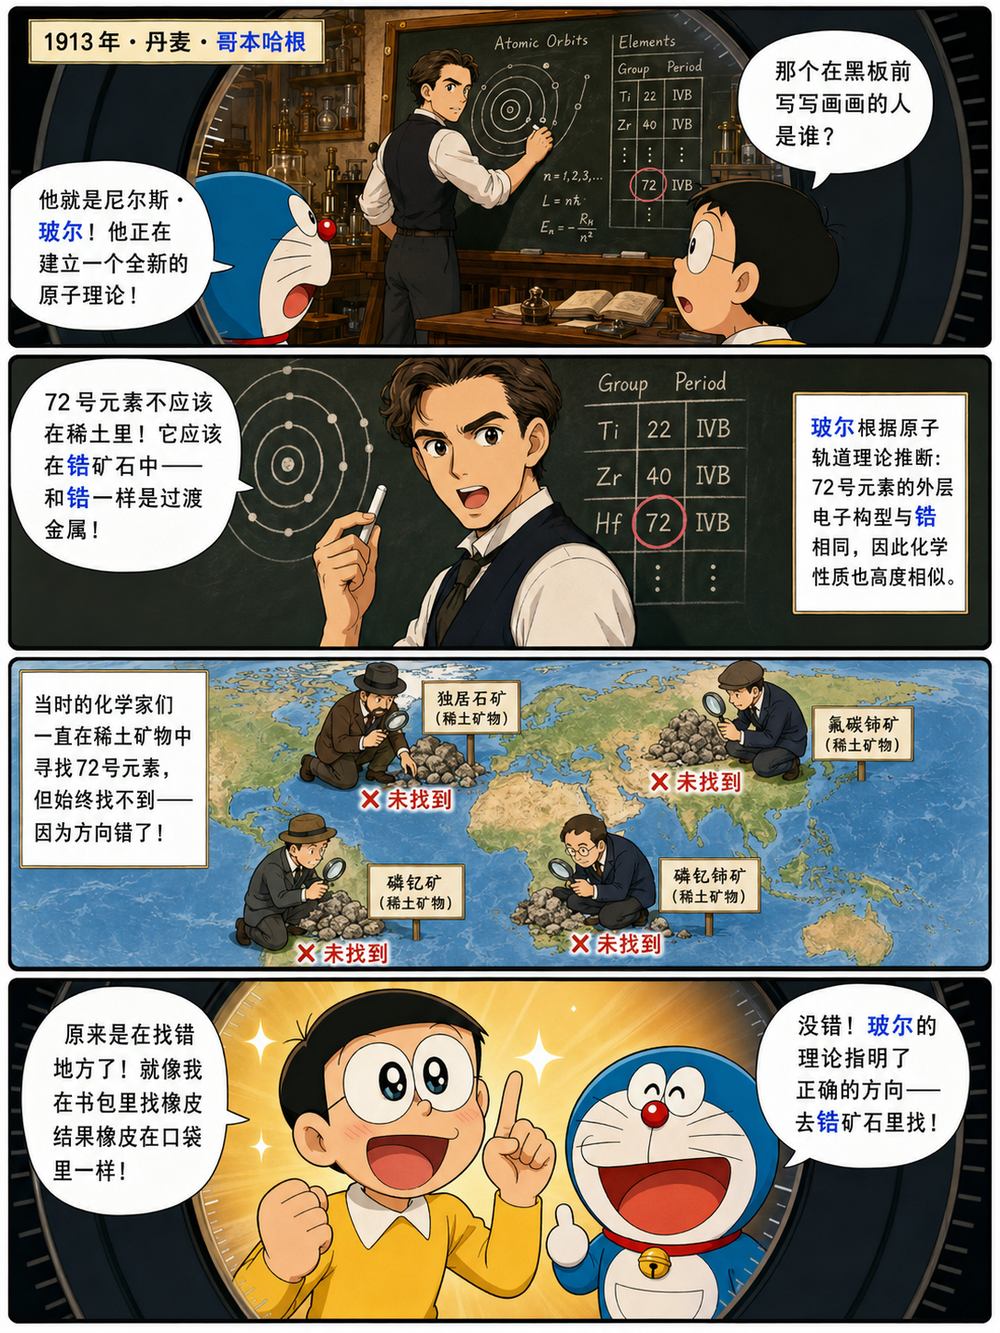 1913年·丹麦·哥本哈根
Atomic Orbits
Elements
Group Period
Ti 22 IVB
Zr 40 IVB
⋮ ⋮ ⋮
72 IVB
⋮
n = 1,2,3,...
L = nħ
Eₙ = - R_H / n²
那个在黑板前
写写画画的人
是谁?
他就是尼尔斯·
玻尔!他正在
建立一个全新的
原子理论!
72号元素不应该
在稀土里!它应该
在锆矿石中——
和锆一样是过渡
金属!
Group Period
Ti 22 IVB
Zr 40 IVB
Hf 72 IVB
⋮ ⋮
玻尔根据原子
轨道理论推断:
72号元素的外层
电子构型与锆
相同,因此化学
性质也高度相似。
当时的化学家们
一直在稀土矿物中
寻找72号元素,
但始终找不到——
因为方向错了!
独居石矿
(稀土矿物)
✕ 未找到
氟碳铈矿
(稀土矿物)
✕ 未找到
磷钇矿
(稀土矿物)
✕ 未找到
磷钇铈矿
(稀土矿物)
✕ 未找到
原来是在找错
地方了!就像我
在书包里找橡皮
结果橡皮在口袋
里一样!
没错!玻尔的
理论指明了
正确的方向——
去锆矿石里找!